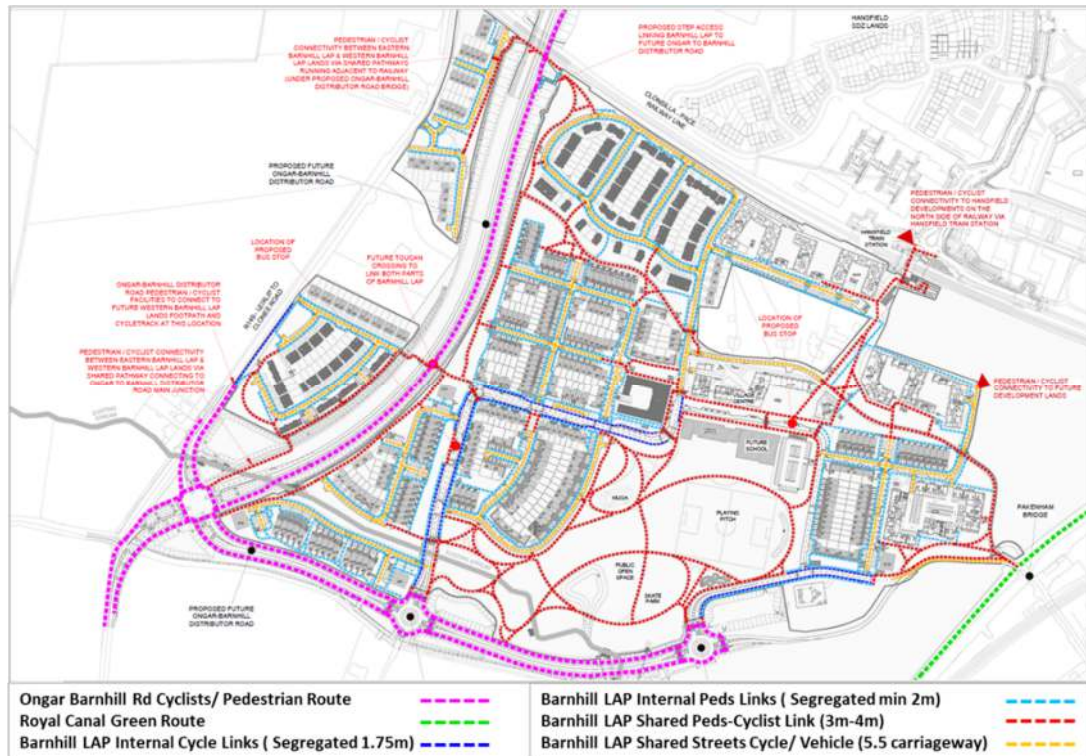 HANSFIELD
SDZ LANDS
PEDESTRIAN / CYCLIST
CONNECTIVITY BETWEEN EASTERN
BARNHILL LAP & WESTERN BARNHILL
LAP LANDS VIA SHARED PATHWAYS
RUNNING ADJACENT TO RAILWAY
(UNDER PROPOSED ONGAR-BARNHILL
DISTRIBUTOR ROAD BRIDGE)
PROPOSED STEP ACCESS
LINKING BARNHILL LAP TO
FUTURE ONGAR TO BARNHILL
DISTRIBUTOR ROAD
CLONSILLA - PACE
RAILWAY LINE
PROPOSED FUTURE
ONGAR-BARNHILL
DISTRIBUTOR ROAD
PEDESTRIAN / CYCLIST
CONNECTIVITY TO HANSFIELD
DEVELOPMENTS ON THE
NORTH SIDE OF RAILWAY VIA
HANSFIELD TRAIN STATION
HANSFIELD
TRAIN
STATION
LOCATION OF
PROPOSED
BUS STOP
FUTURE TOUCAN
CROSSING TO
LINK BOTH PARTS
OF BARNHILL LAP
ONGAR-BARNHILL DISTRIBUTOR
ROAD PEDESTRIAN / CYCLIST
FACILITIES TO CONNECT TO
FUTURE WESTERN BARNHILL LAP
LANDS FOOTPATH AND
CYCLETRACK AT THIS LOCATION
LOCATION OF
PROPOSED
BUS STOP
PEDESTRIAN / CYCLIST CONNECTIVITY
BETWEEN EASTERN BARNHILL LAP &
WESTERN BARNHILL LAP LANDS VIA
SHARED PATHWAY CONNECTING TO
ONGAR TO BARNHILL DISTRIBUTOR
ROAD MAIN JUNCTION
PEDESTRIAN / CYCLIST
CONNECTIVITY TO FUTURE
DEVELOPMENT LANDS
VILLAGE
CENTRE
FUTURE
SCHOOL
MUGA
PLAYING
PITCH
PAKENHAM
BRIDGE
PUBLIC
OPEN
SPACE
SKATE
PARK
PROPOSED FUTURE
ONGAR-BARNHILL
DISTRIBUTOR ROAD
Ongar Barnhill Rd Cyclists/ Pedestrian Route
Royal Canal Green Route
Barnhill LAP Internal Cycle Links ( Segregated 1.75m)
Barnhill LAP Internal Peds Links ( Segregated min 2m)
Barnhill LAP Shared Peds-Cyclist Link (3m-4m)
Barnhill LAP Shared Streets Cycle/ Vehicle (5.5 carriageway)